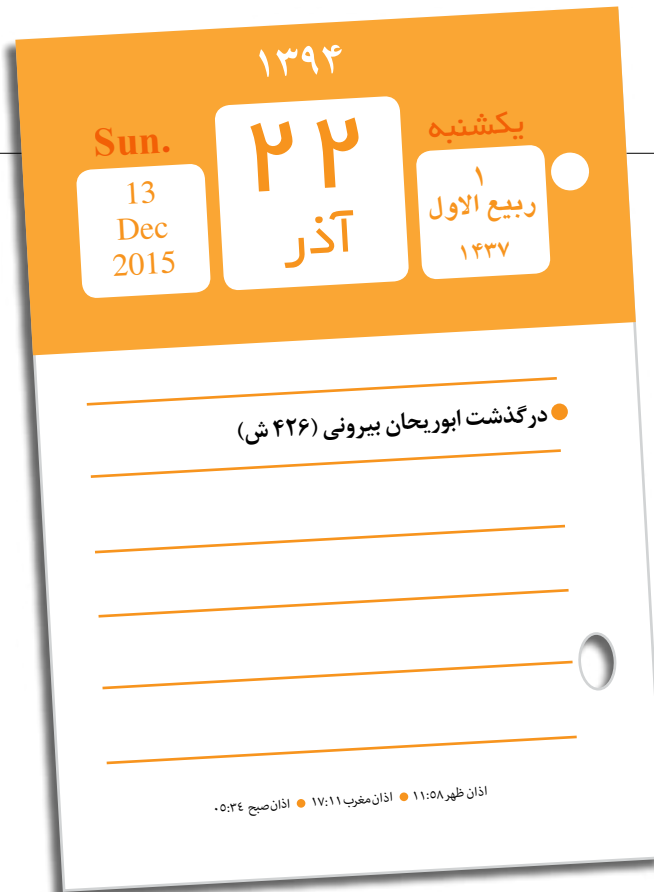 ۱۳۹۴
یکشنبه
۱
ربیع الاول
۱۴۳۷
۲۲
آذر
Sun.
13
Dec
2015
درگذشت ابوریحان بیرونی (۴۲۶ ش)
اذان ظهر ۱۱:۵۸ ● اذان مغرب ۱۷:۱۱ ● اذان صبح ۰۵:۳٤